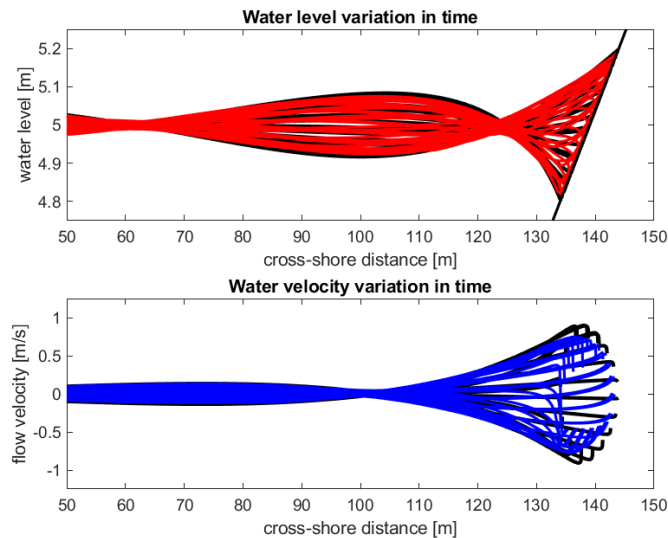 Water level variation in time
5.2
5.1
5
4.9
4.8
water level [m]
50 60 70 80 90 100 110 120 130 140 150
cross-shore distance [m]
Water velocity variation in time
1
0.5
0
-0.5
-1
flow velocity [m/s]
50 60 70 80 90 100 110 120 130 140 150
cross-shore distance [m]